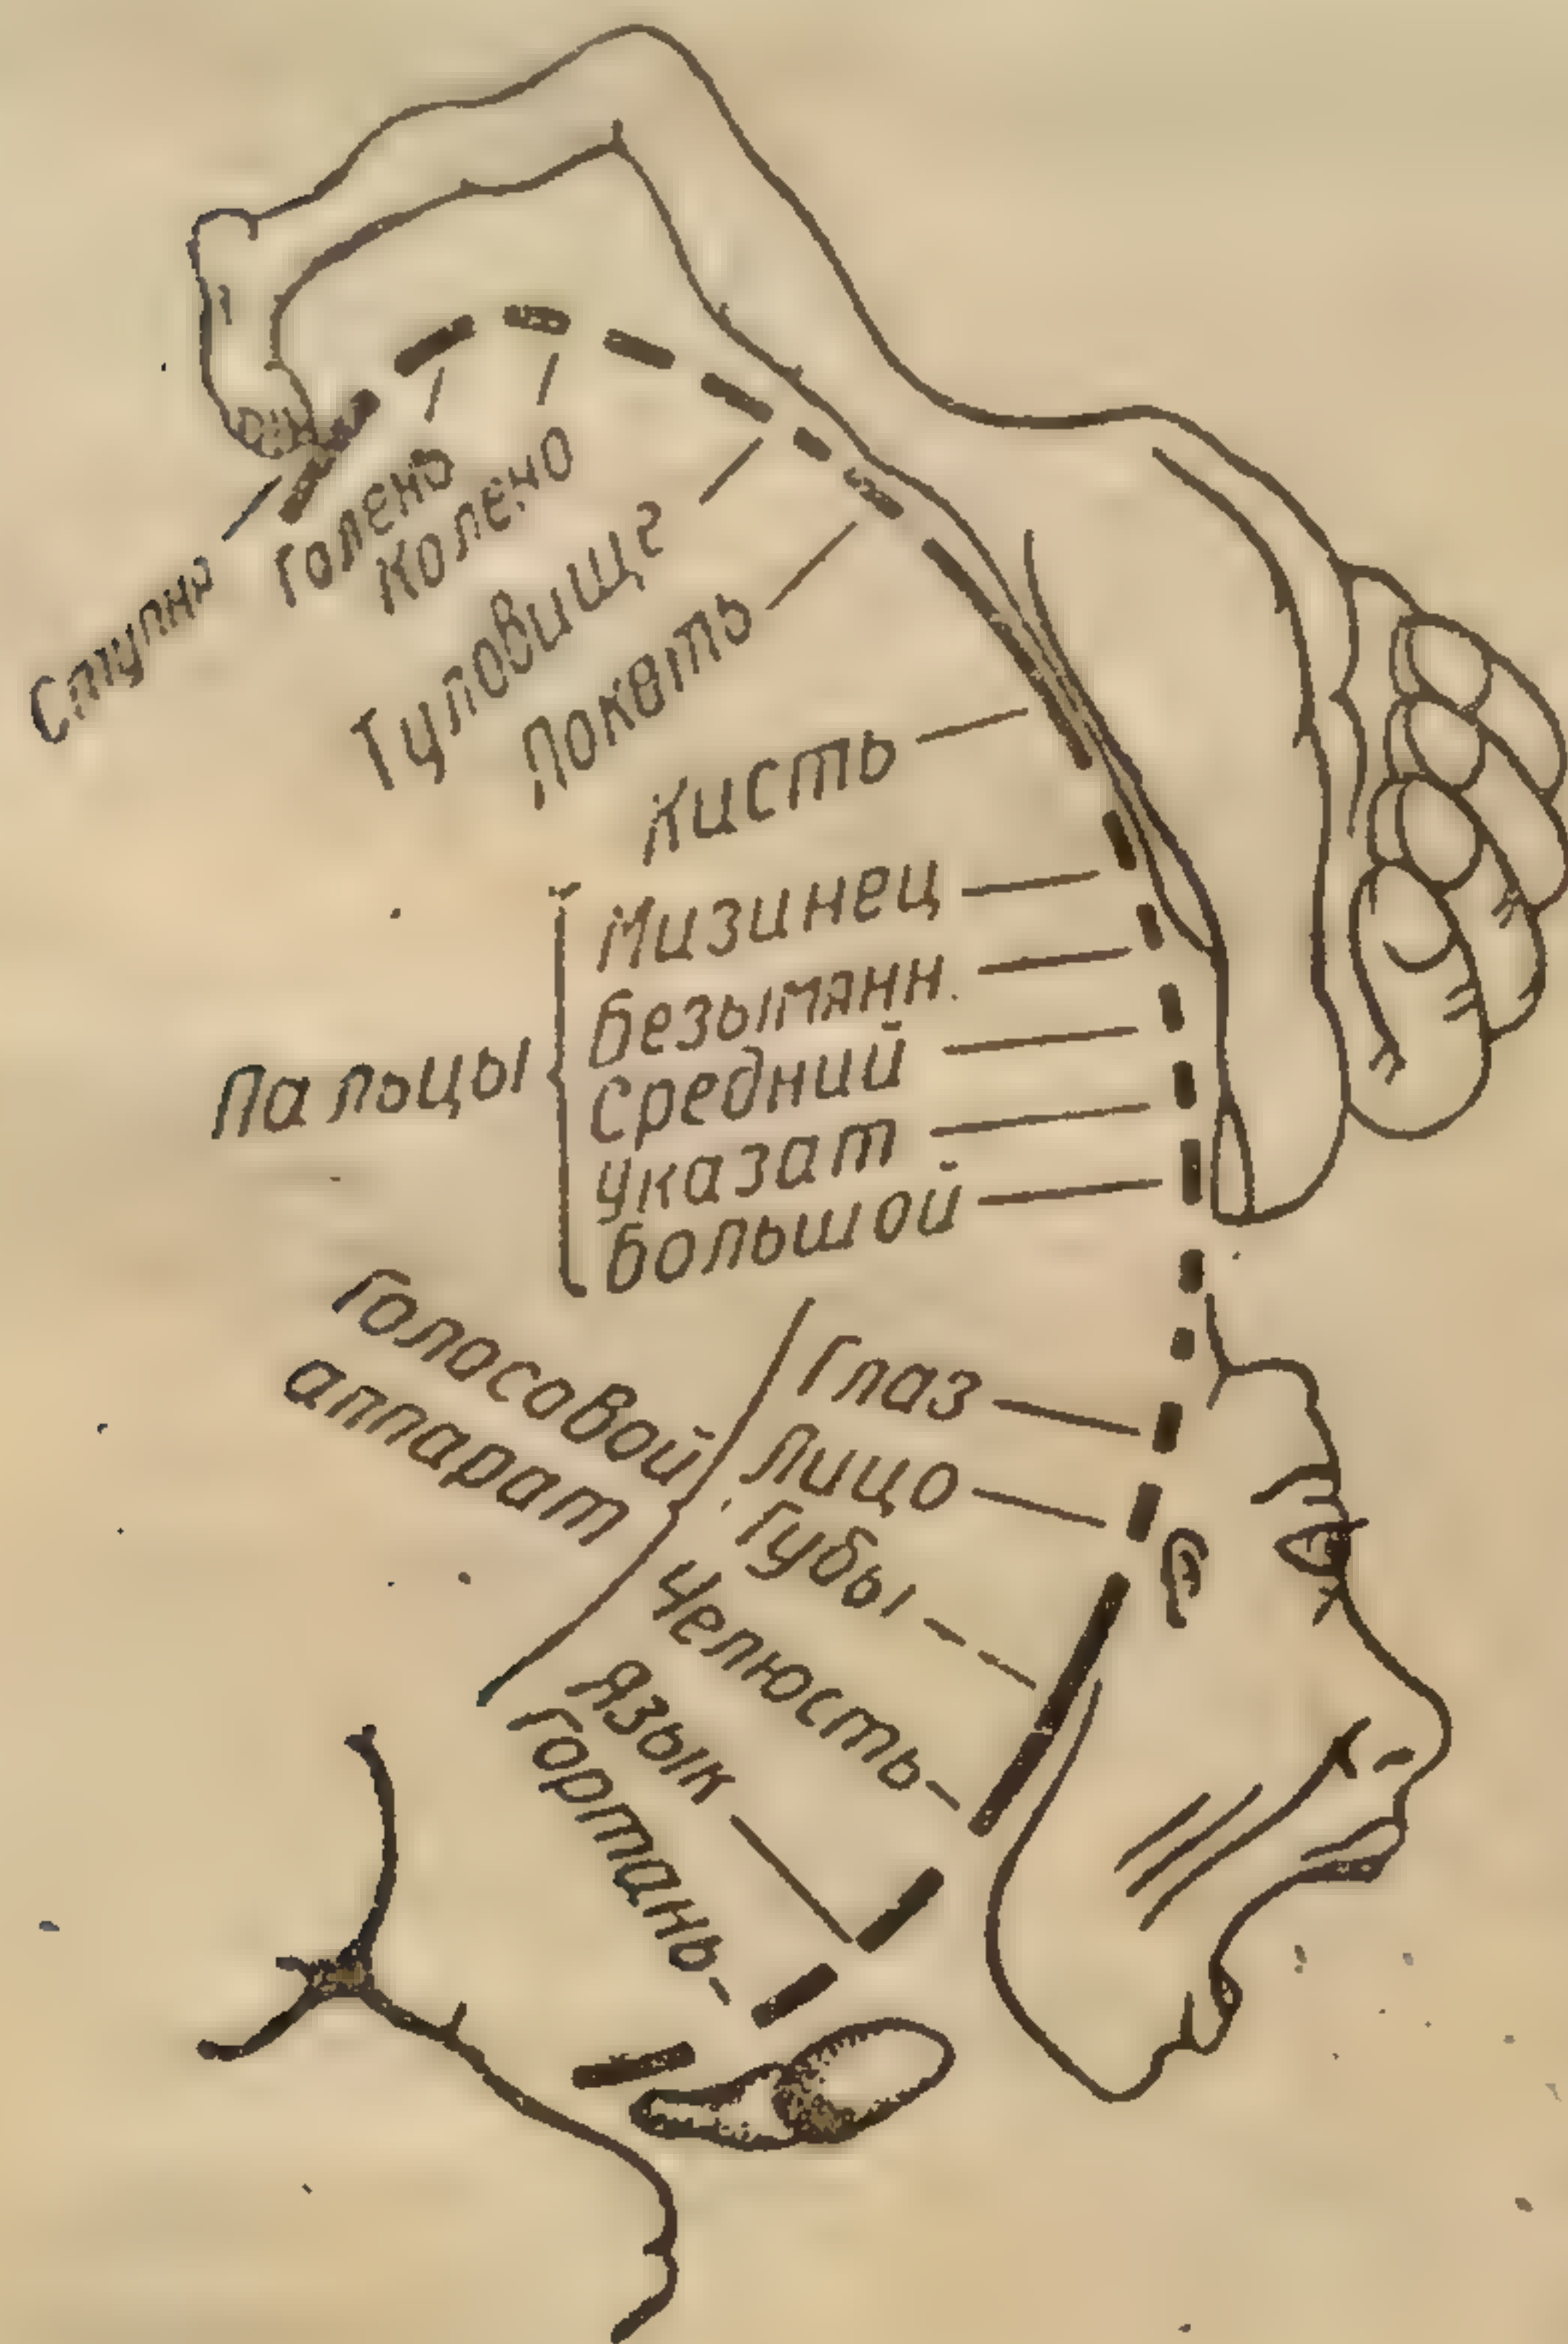 Ступня
Голень
Колено
Туловище
Локоть
Кисть
Пальцы
Мизинец
Безымянн.
Средний
Указат
Большой
Голосовой
аппарат
Глаз
Лицо
Губы
Челюсть
Язык
Гортань